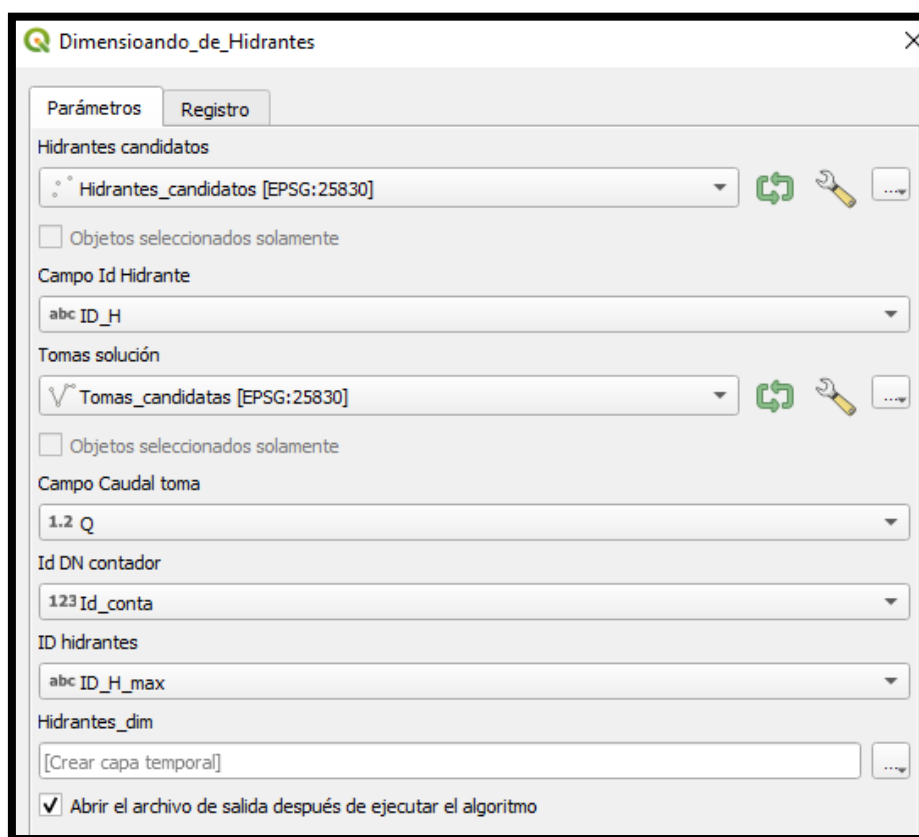 Dimensioando_de_Hidrantes
Parámetros Registro
Hidrantes candidatos
Hidrantes_candidatos [EPSG:25830]
...
Objetos seleccionados solamente
Campo Id Hidrante
abc ID_H
Tomas solución
Tomas_candidatas [EPSG:25830]
...
Objetos seleccionados solamente
Campo Caudal toma
1.2 Q
Id DN contador
123 Id_conta
ID hidrantes
abc ID_H_max
Hidrantes_dim
[Crear capa temporal]
...
Abrir el archivo de salida después de ejecutar el algoritmo